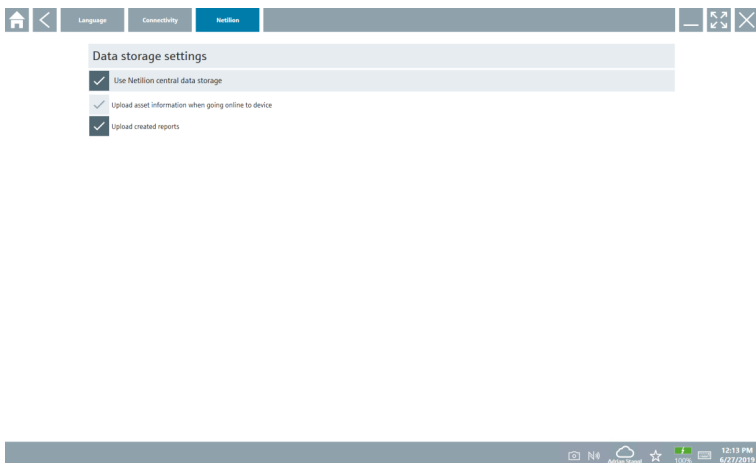 Language
Connectivity
Netilion
Data storage settings
Use Netilion central data storage
Upload asset information when going online to device
Upload created reports
100%
12:13 PM
6/27/2019